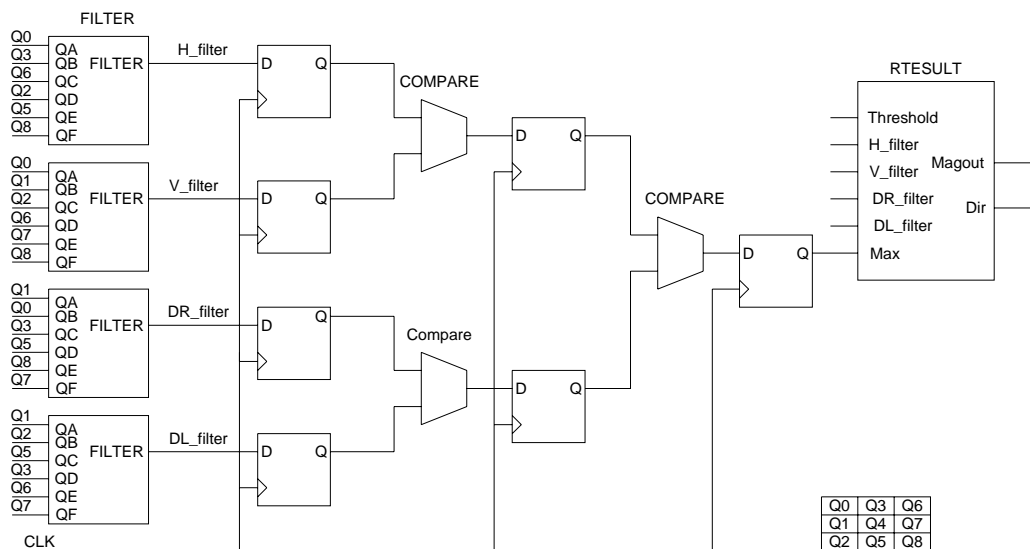 FILTER
Q0
Q3
Q6
Q2
Q5
Q8
QA
QB
QC
QD
QE
QF
FILTER
H_filter
D Q
COMPARE
Q0
Q1
Q2
Q6
Q7
Q8
QA
QB
QC
QD
QE
QF
FILTER
V_filter
D Q
D Q
COMPARE
D Q
RTESULT
Threshold
H_filter
V_filter
DR_filter
DL_filter
Max
Magout
Dir
Q1
Q0
Q3
Q5
Q8
Q7
QA
QB
QC
QD
QE
QF
FILTER
DR_filter
D Q
Compare
D Q
Q1
Q2
Q5
Q3
Q6
Q7
QA
QB
QC
QD
QE
QF
FILTER
DL_filter
D Q
CLK
Q0 Q3 Q6
Q1 Q4 Q7
Q2 Q5 Q8